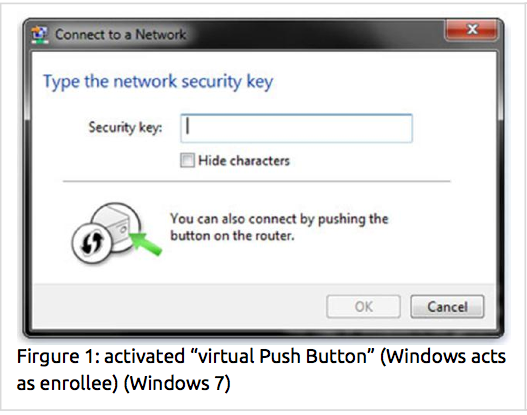 Connect to a Network
Type the network security key
Security key:
Hide characters
You can also connect by pushing the
button on the router.
OK
Cancel
Firgure 1: activated “virtual Push Button” (Windows acts
as enrollee) (Windows 7)